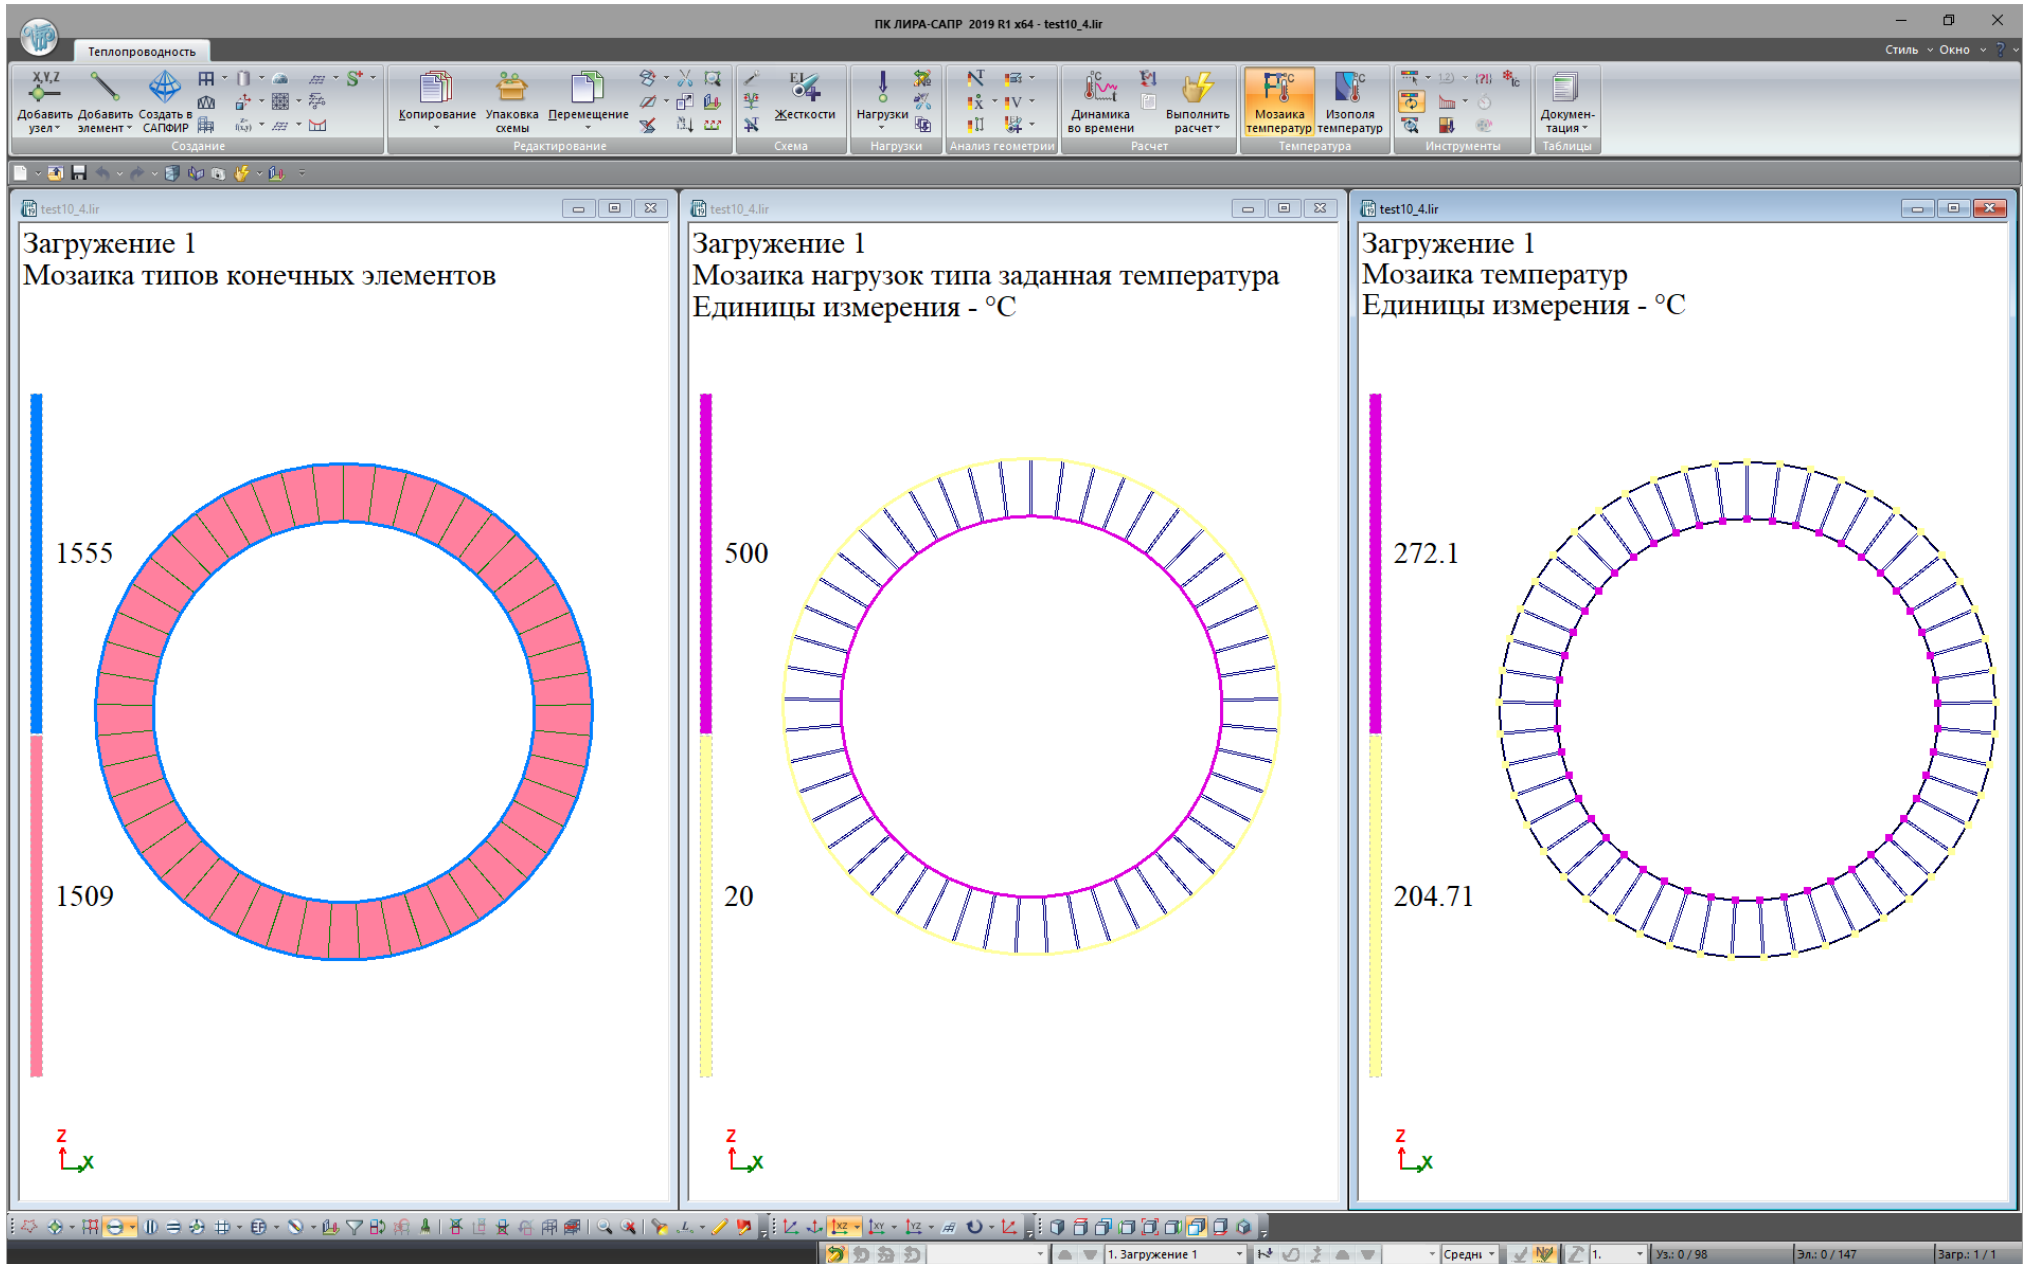 ПК ЛИРА-САПР 2019 R1 x64 - test10_4.lir
Теплопроводность
Стиль Окно ?
X,Y,Z
Добавить узел
Добавить элемент
Создать в САПФИР
Создание
Копирование
Упаковка схемы
Перемещение
Редактирование
Жесткости
Схема
Нагрузки
Нагрузки
Анализ геометрии
Динамика во времени
Выполнить расчет
Расчет
Мозаика температур
Изополя температур
Температура
Инструменты
Докумен-
тация
Таблицы
test10_4.lir
Загружение 1
Мозаика типов конечных элементов
1555
1509
Z
X
test10_4.lir
Загружение 1
Мозаика нагрузок типа заданная температура
Единицы измерения - °C
500
20
Z
X
test10_4.lir
Загружение 1
Мозаика температур
Единицы измерения - °C
272.1
204.71
Z
X
1. Загружение 1
Средні
1.
Уз.: 0 / 98
Эл.: 0 / 147
Загр.: 1 / 1